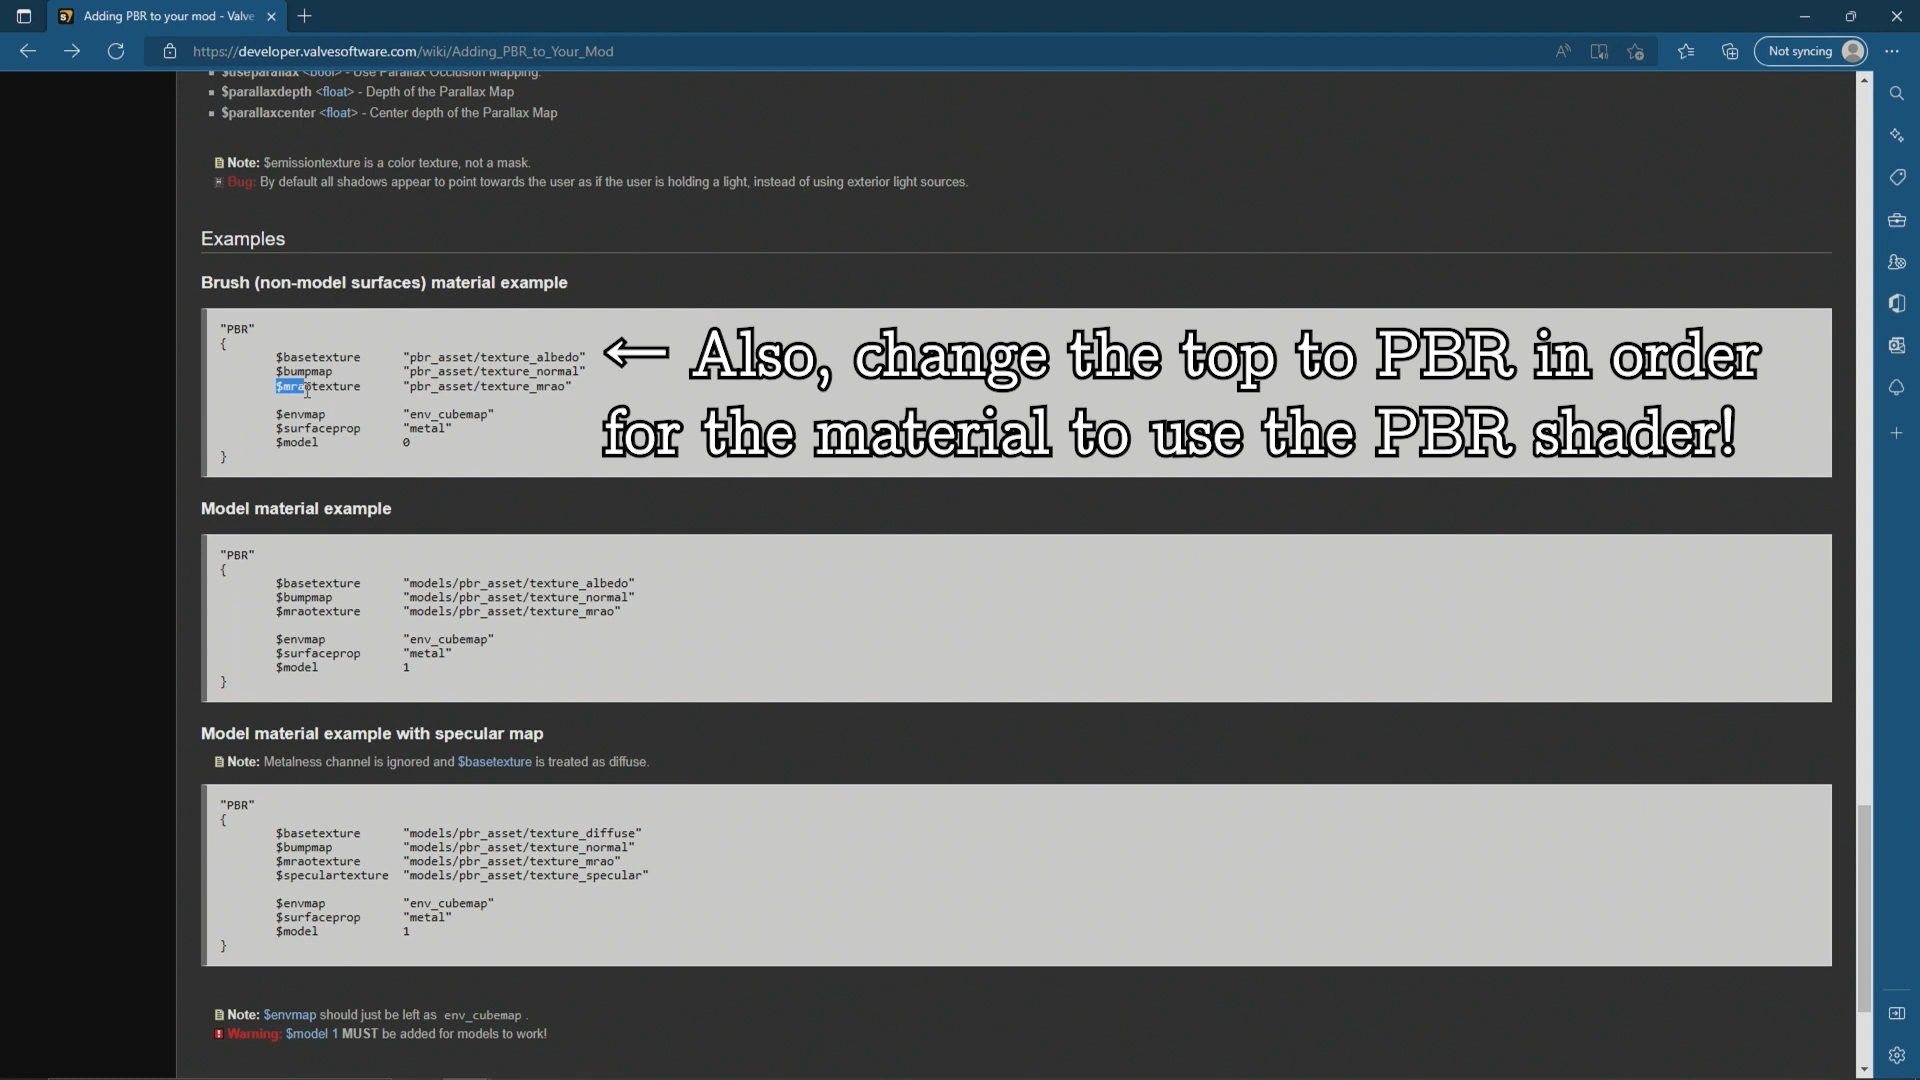 Adding PBR to your mod - Valve
https://developer.valvesoftware.com/wiki/Adding_PBR_to_Your_Mod
Not syncing
$useparallax <bool> - Use Parallax Occlusion Mapping.
$parallaxdepth <float> - Depth of the Parallax Map
$parallaxcenter <float> - Center depth of the Parallax Map
Note: $emissiontexture is a color texture, not a mask.
Bug: By default all shadows appear to point towards the user as if the user is holding a light, instead of using exterior light sources.
Examples
Brush (non-model surfaces) material example
"PBR"
{
$basetexture "pbr_asset/texture_albedo"
$bumpmap "pbr_asset/texture_normal"
$mraotexture "pbr_asset/texture_mrao"
$envmap "env_cubemap"
$surfaceprop "metal"
$model 0
}
← Also, change the top to PBR in order
for the material to use the PBR shader!
Model material example
"PBR"
{
$basetexture "models/pbr_asset/texture_albedo"
$bumpmap "models/pbr_asset/texture_normal"
$mraotexture "models/pbr_asset/texture_mrao"
$envmap "env_cubemap"
$surfaceprop "metal"
$model 1
}
Model material example with specular map
Note: Metalness channel is ignored and $basetexture is treated as diffuse.
"PBR"
{
$basetexture "models/pbr_asset/texture_diffuse"
$bumpmap "models/pbr_asset/texture_normal"
$mraotexture "models/pbr_asset/texture_mrao"
$speculartexture "models/pbr_asset/texture_specular"
$envmap "env_cubemap"
$surfaceprop "metal"
$model 1
}
Note: $envmap should just be left as env_cubemap.
Warning: $model 1 MUST be added for models to work!